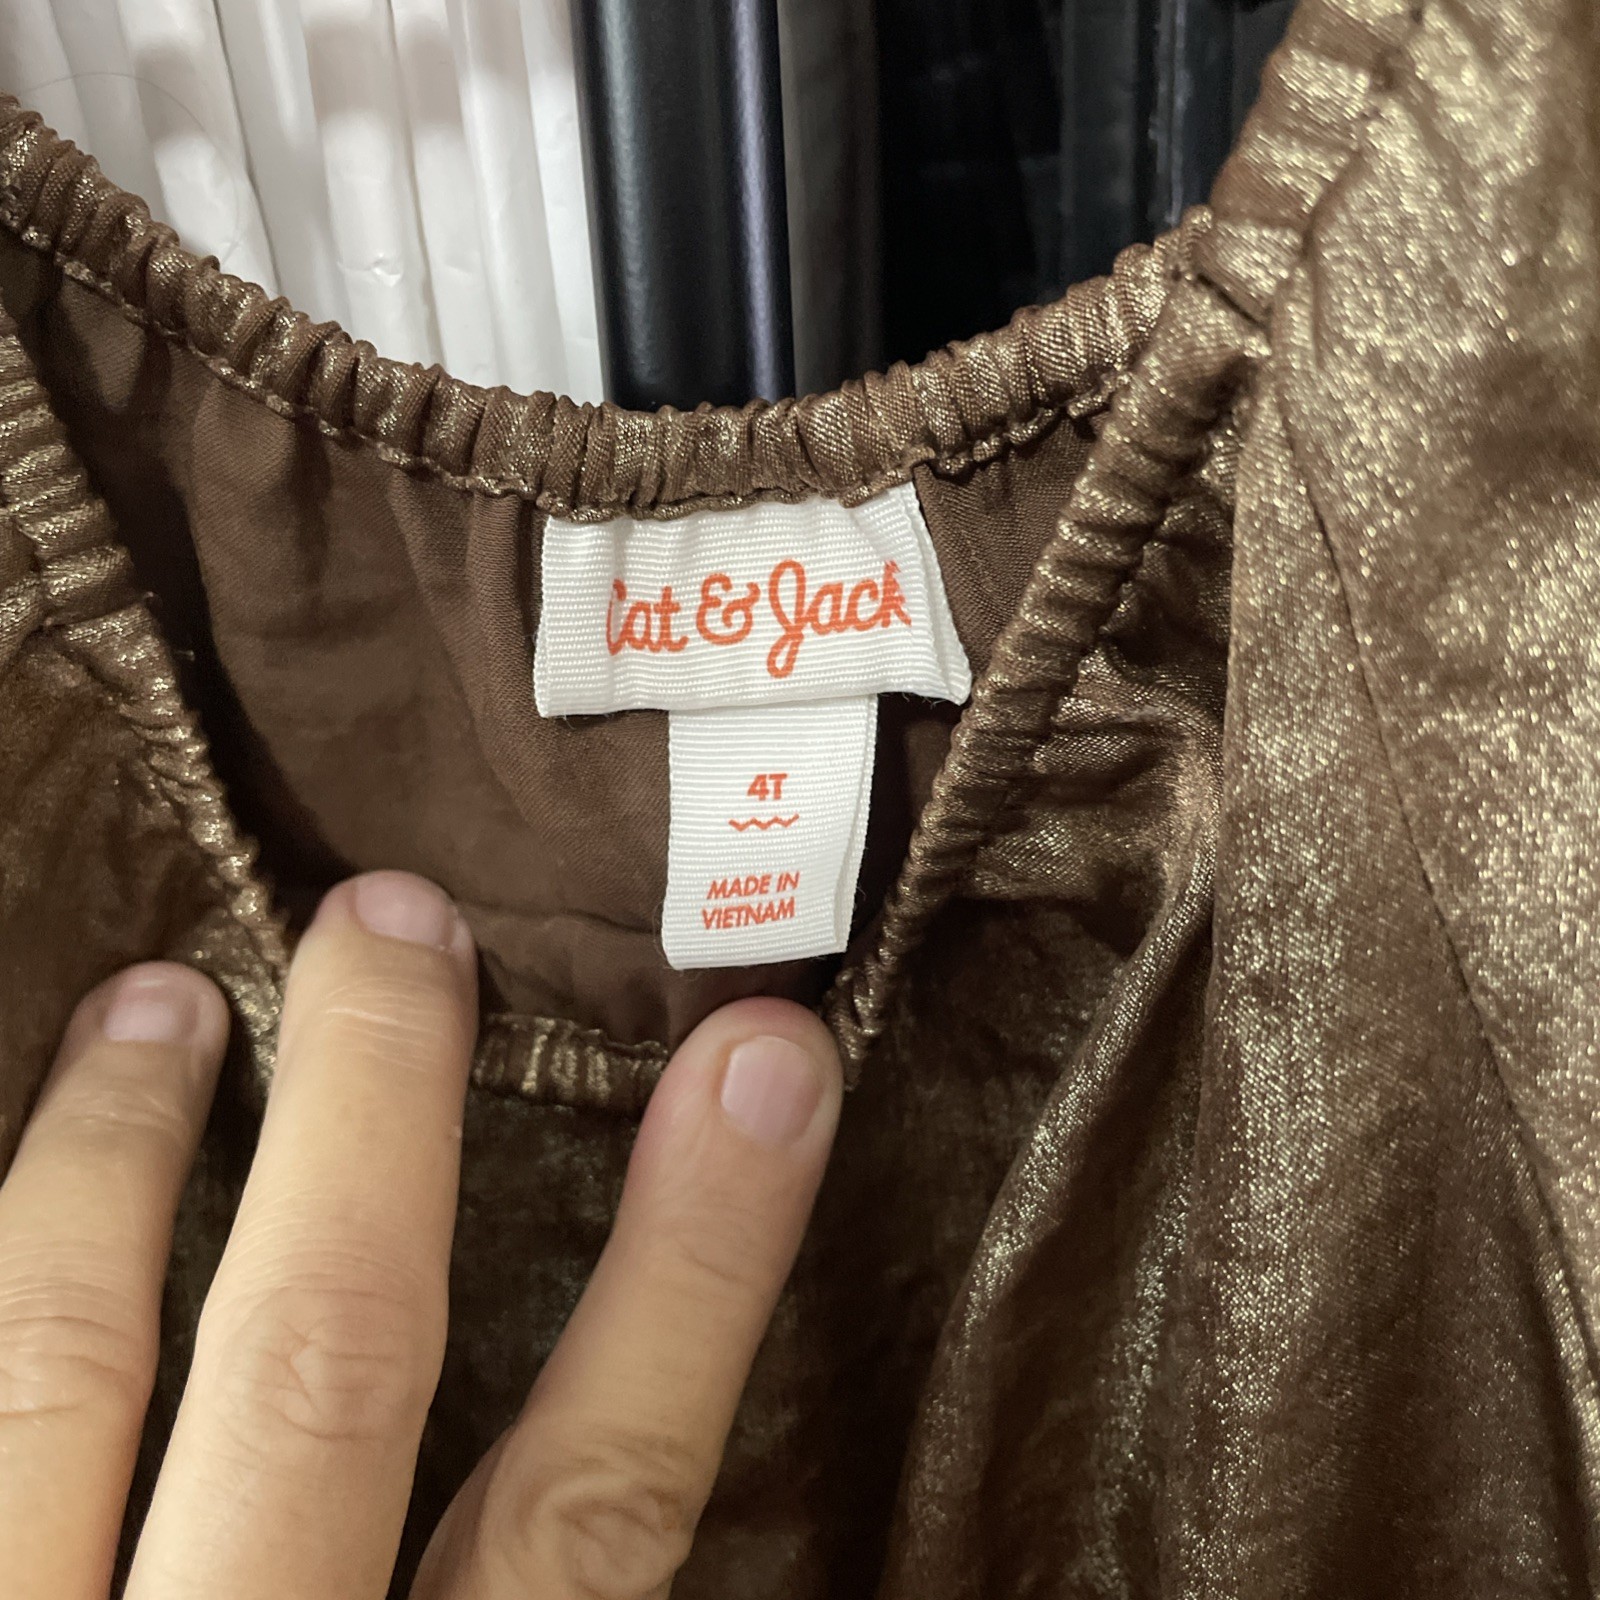 Cat & Jack
4T
MADE IN
VIETNAM